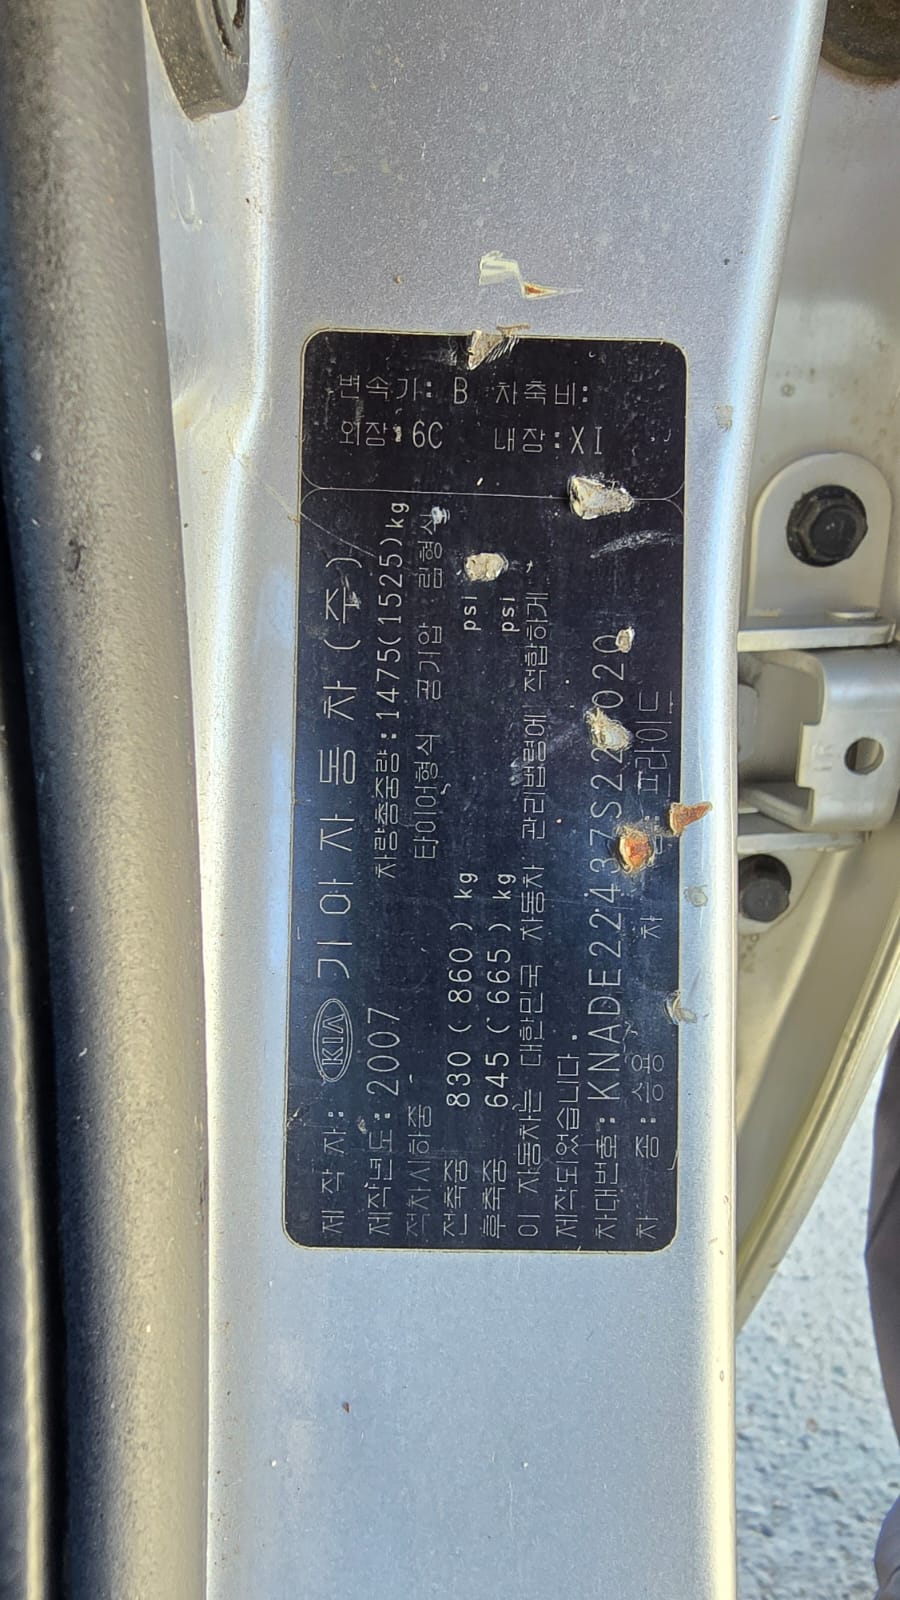 변속기: B 차축비:
외장: 6C 내장: XI
제 작 자: KIA 기아자동차(주)
제작년도: 2007 차량총중량:1475(1525)kg
적차시하중 타이어형식 공기압 림형식
전축중 830 ( 860) kg psi
후축중 645 ( 665) kg psi
이 자동차는 대한민국 자동차 관리법령에 적합하게
제작되었습니다.
차대번호: KNADE22437S22 020
차 종: 승용 차 명: 프라이드